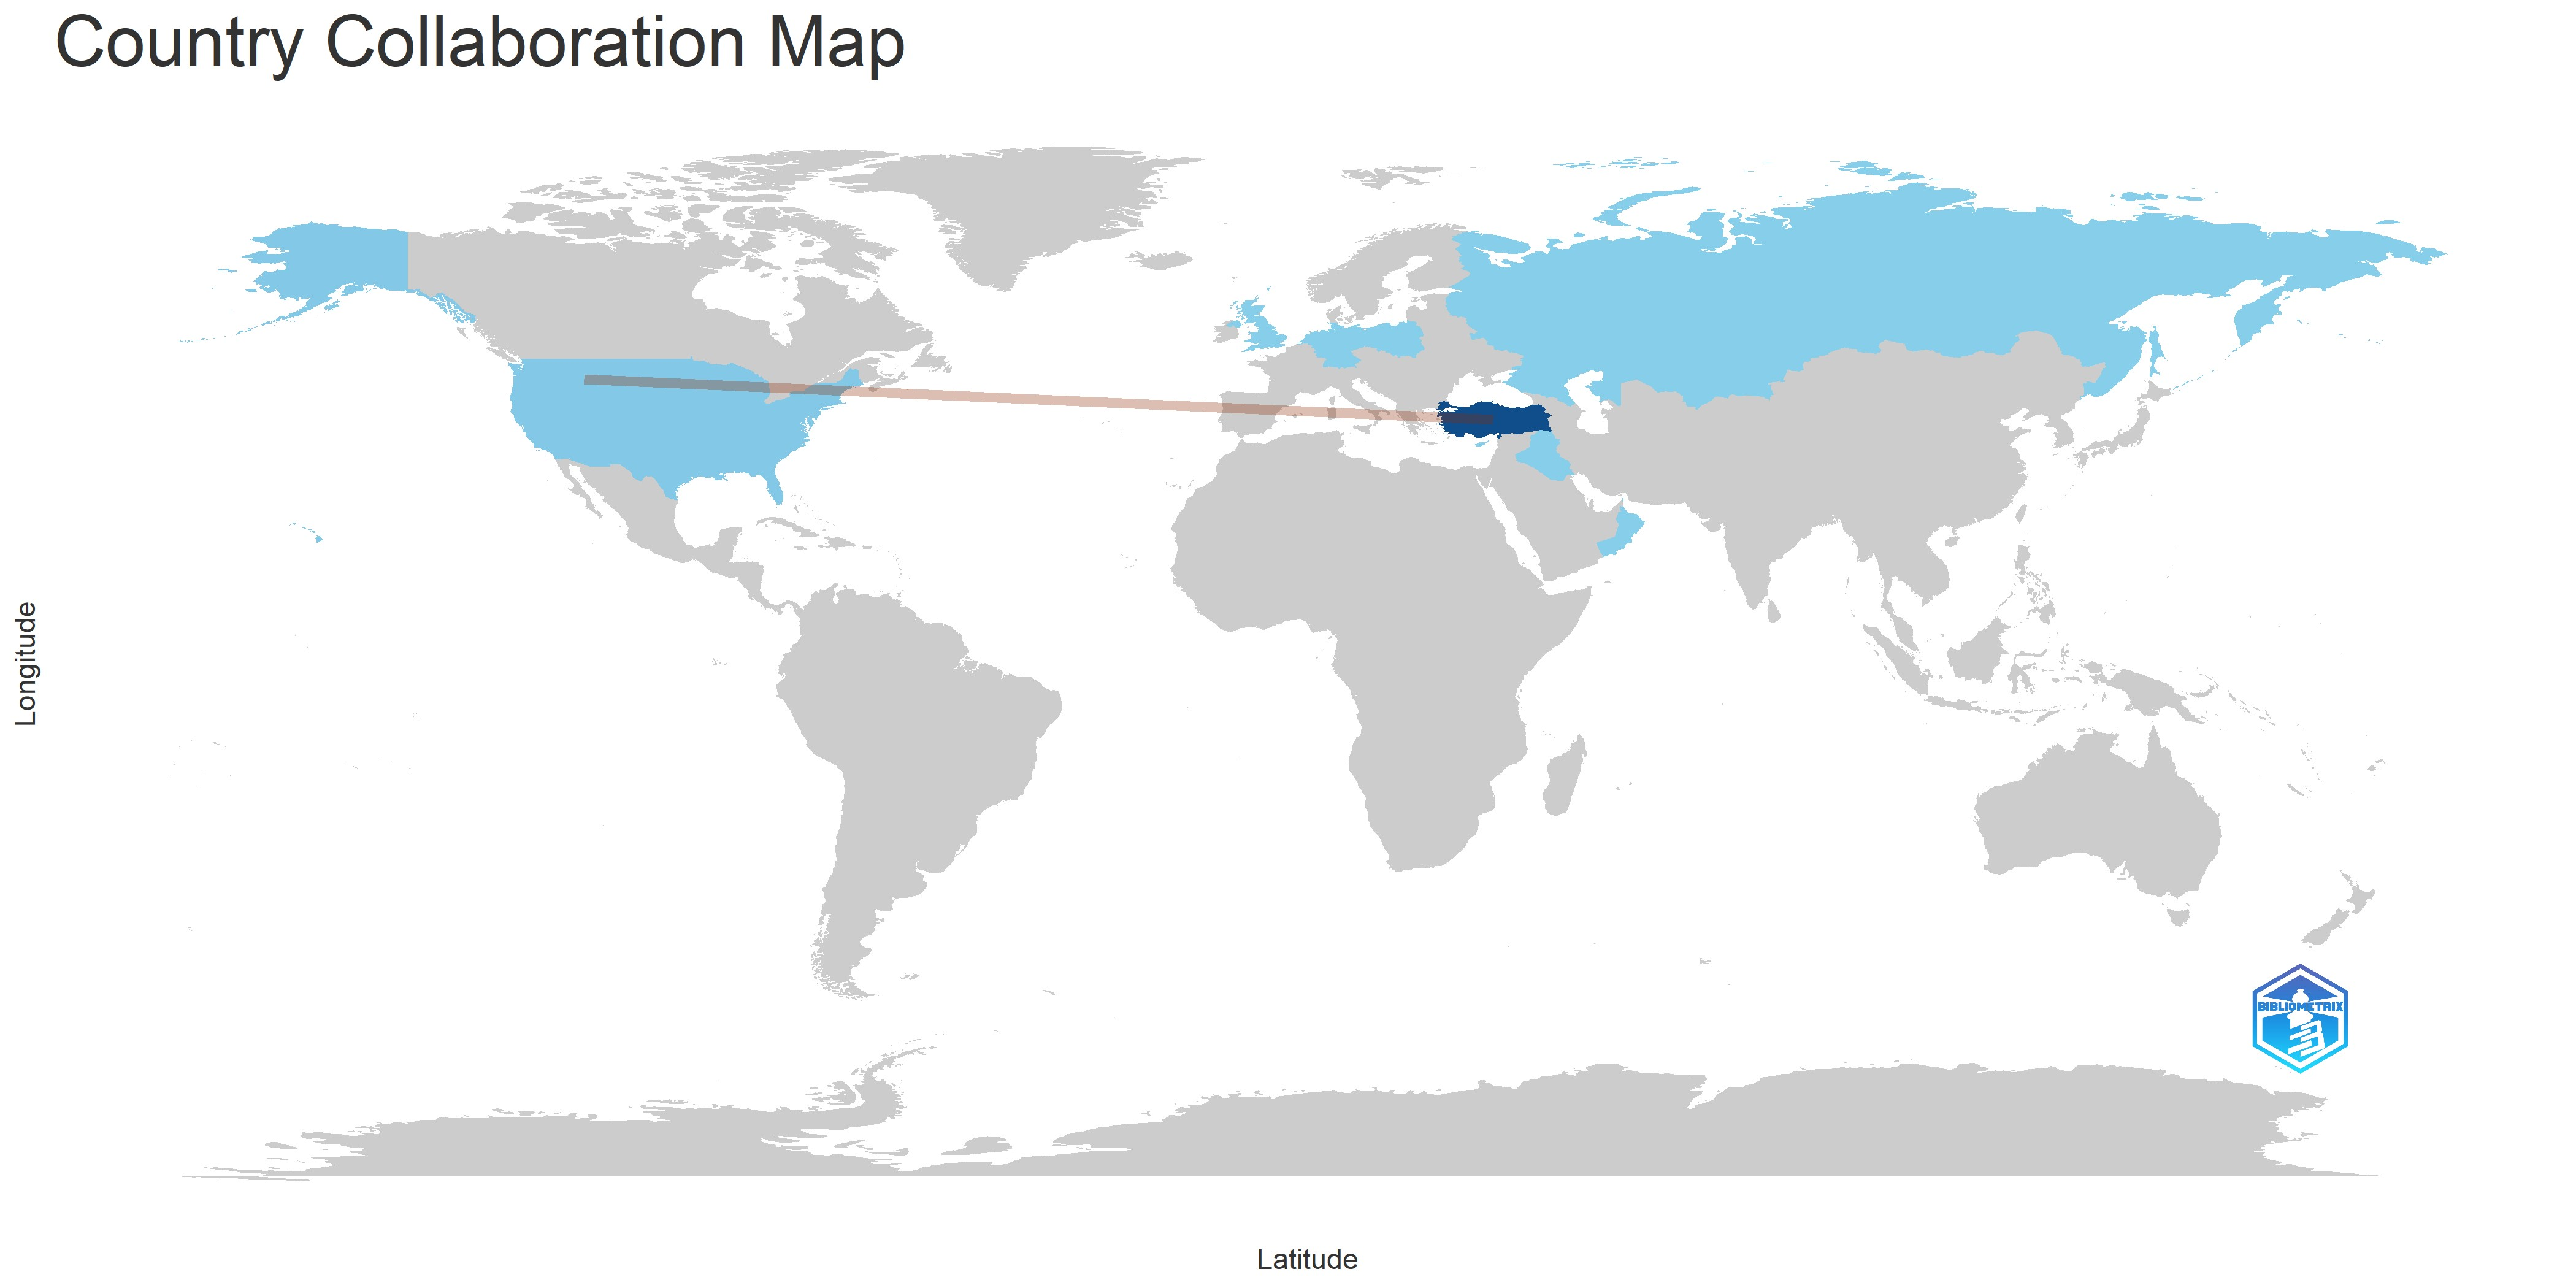 Country Collaboration Map
Longitude
BIBLIOMETRIX
Latitude